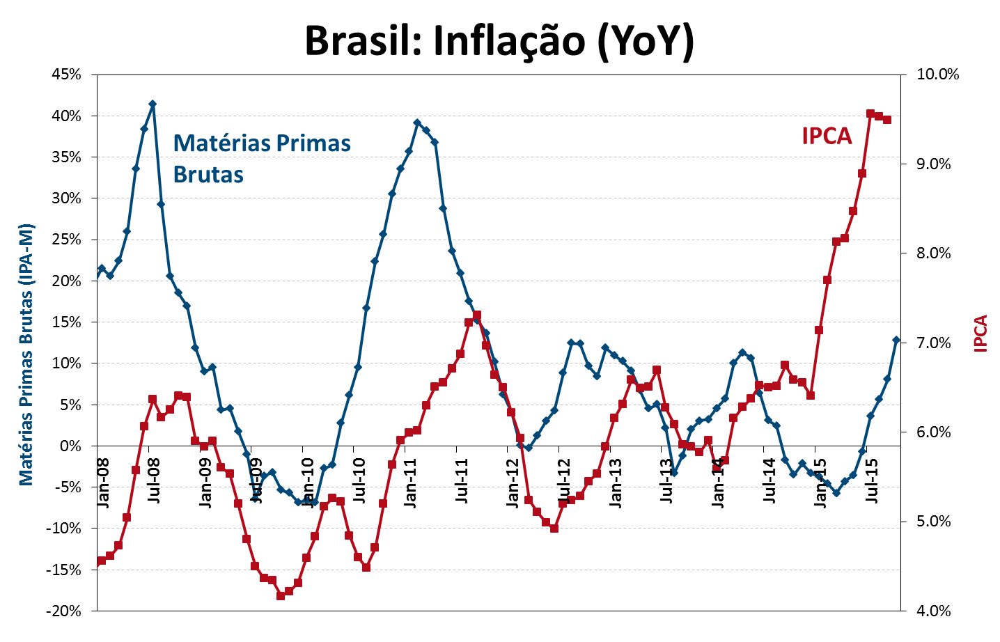 Brasil: Inflação (YoY)
45%
40%
35%
30%
25%
20%
15%
10%
5%
0%
-5%
-10%
-15%
-20%
10.0%
9.0%
8.0%
7.0%
6.0%
5.0%
4.0%
Matérias Primas Brutas (IPA-M)
IPCA
Matérias Primas
Brutas
IPCA
Jan-08
Jul-08
Jan-09
Jul-09
Jan-10
Jul-10
Jan-11
Jul-11
Jan-12
Jul-12
Jan-13
Jul-13
Jan-14
Jul-14
Jan-15
Jul-15